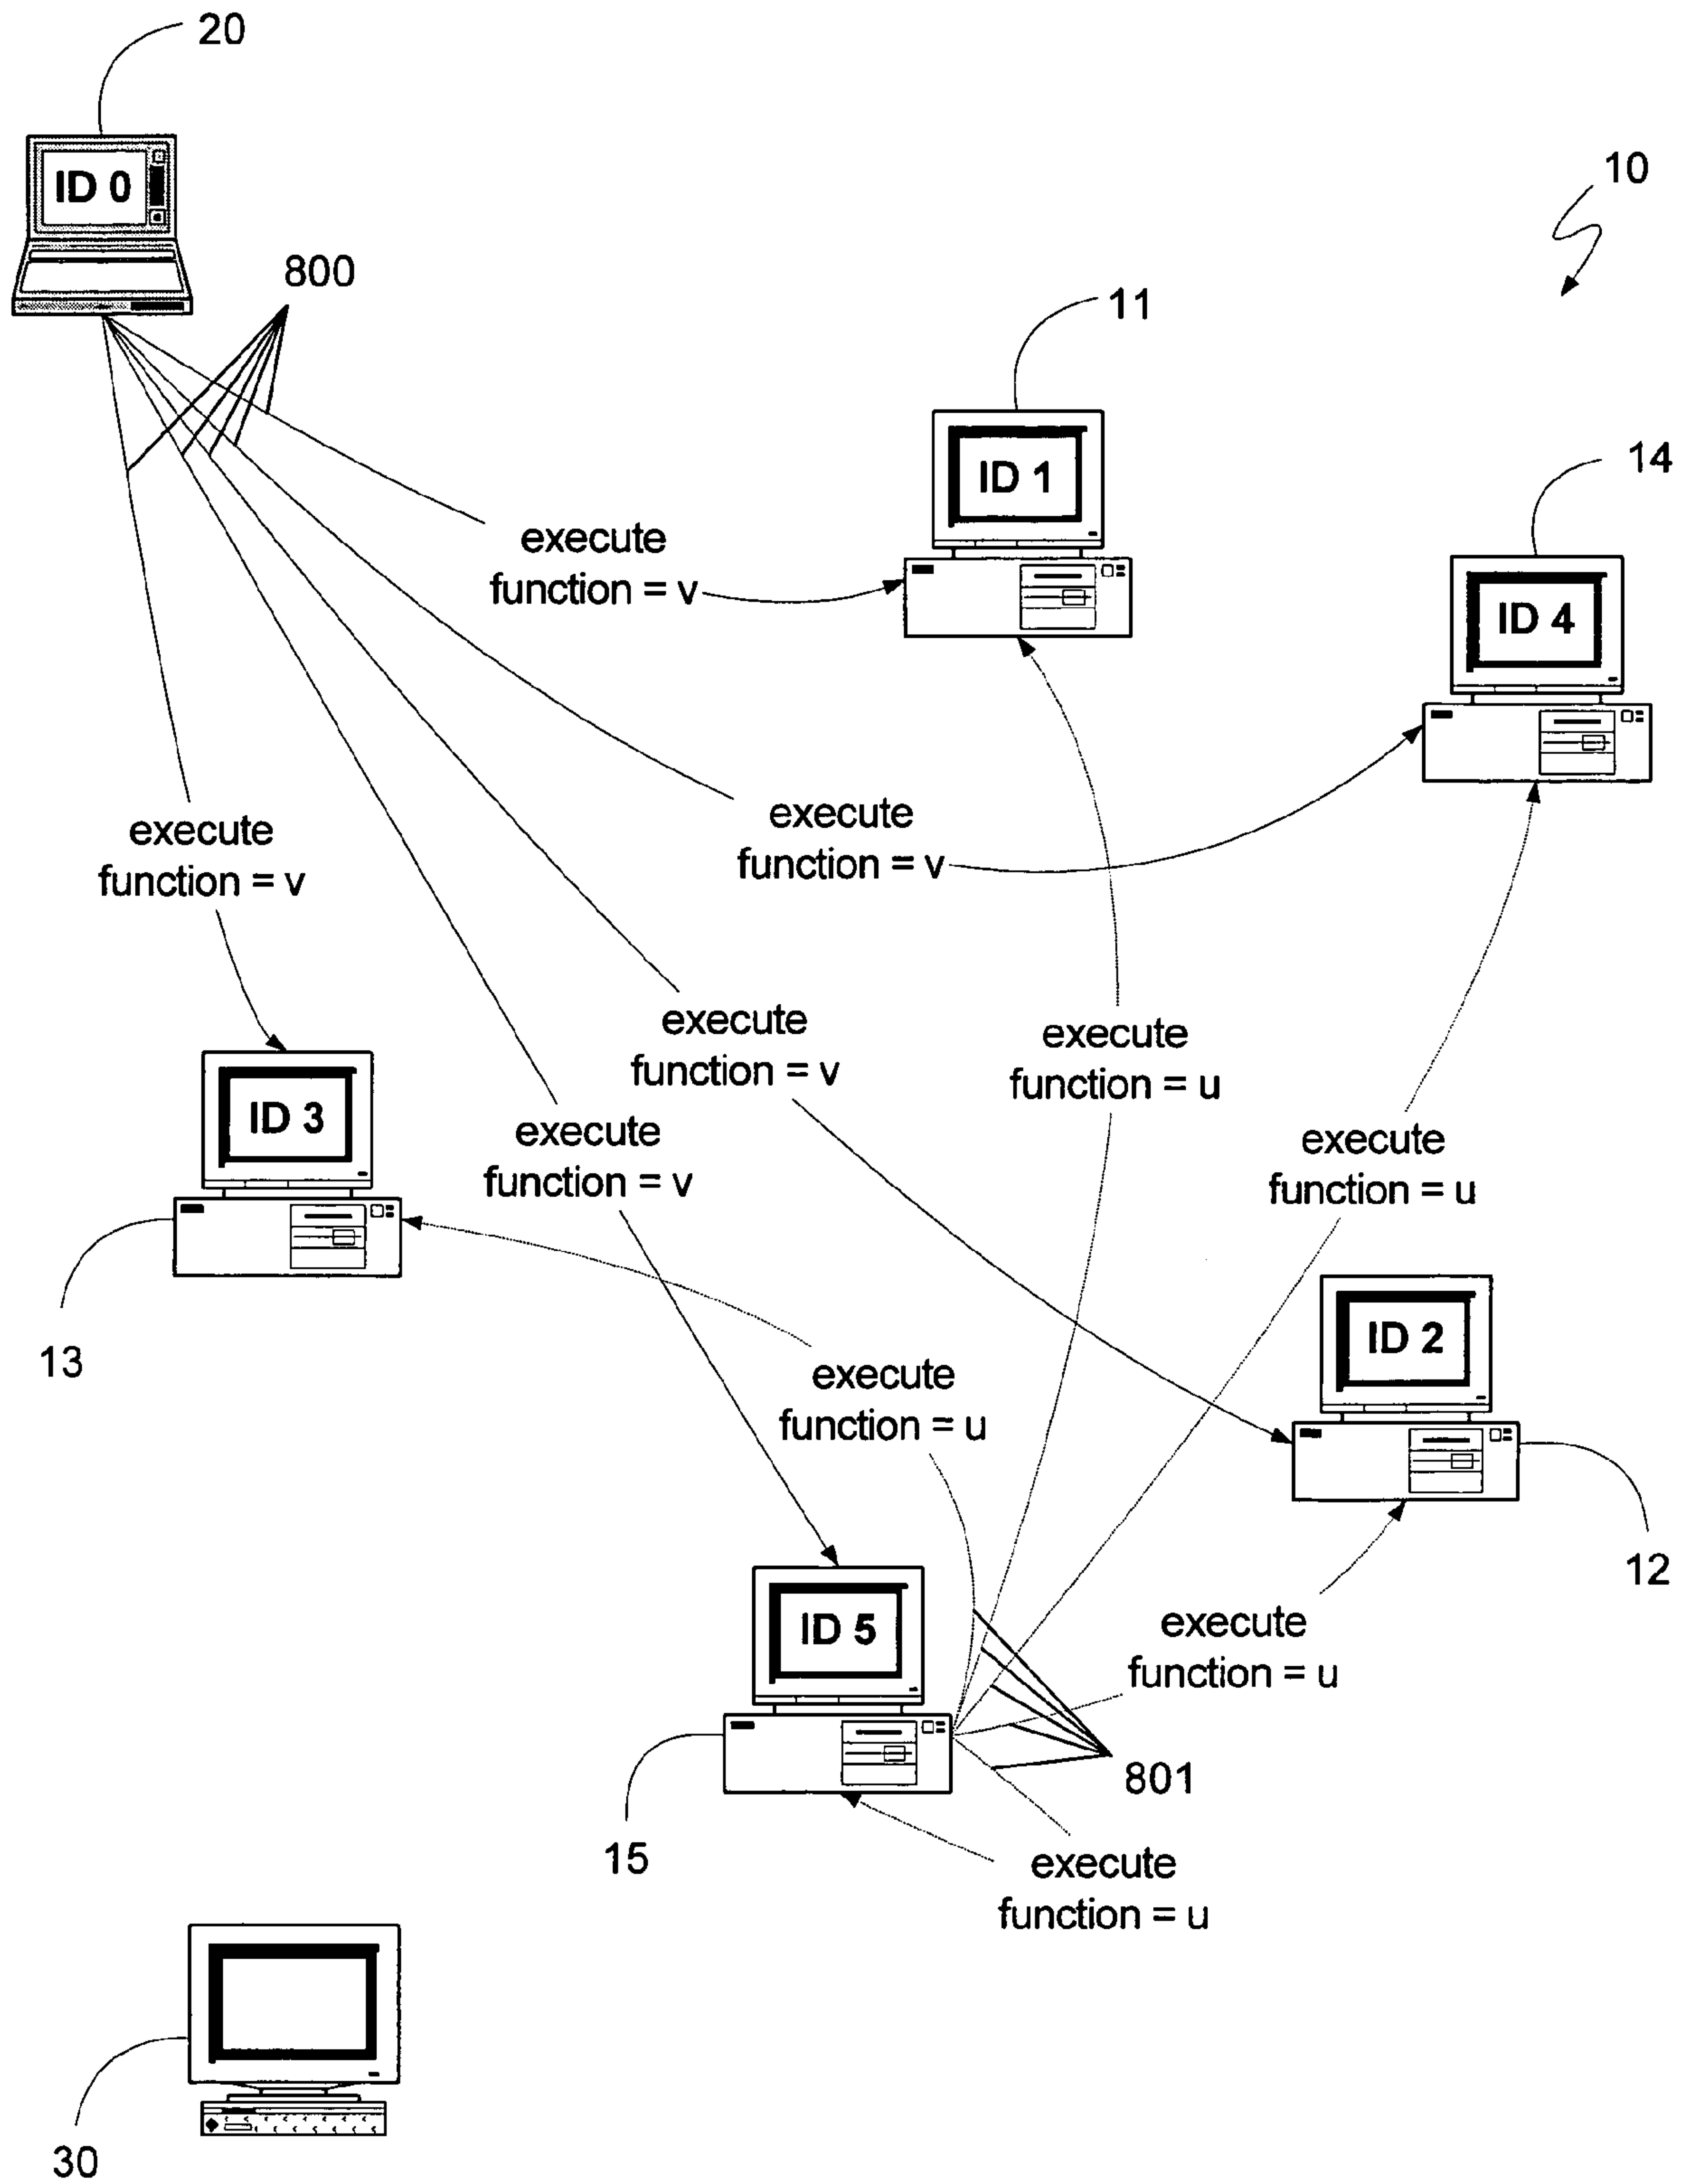 20
ID 0
10
800
11
ID 1
14
execute
function = v
ID 4
execute
function = v
execute
function = v
execute
function = v
execute
function = u
ID 3
execute
function = v
execute
function = u
13
ID 2
execute
function = u
12
ID 5
execute
function = u
801
15
execute
function = u
30